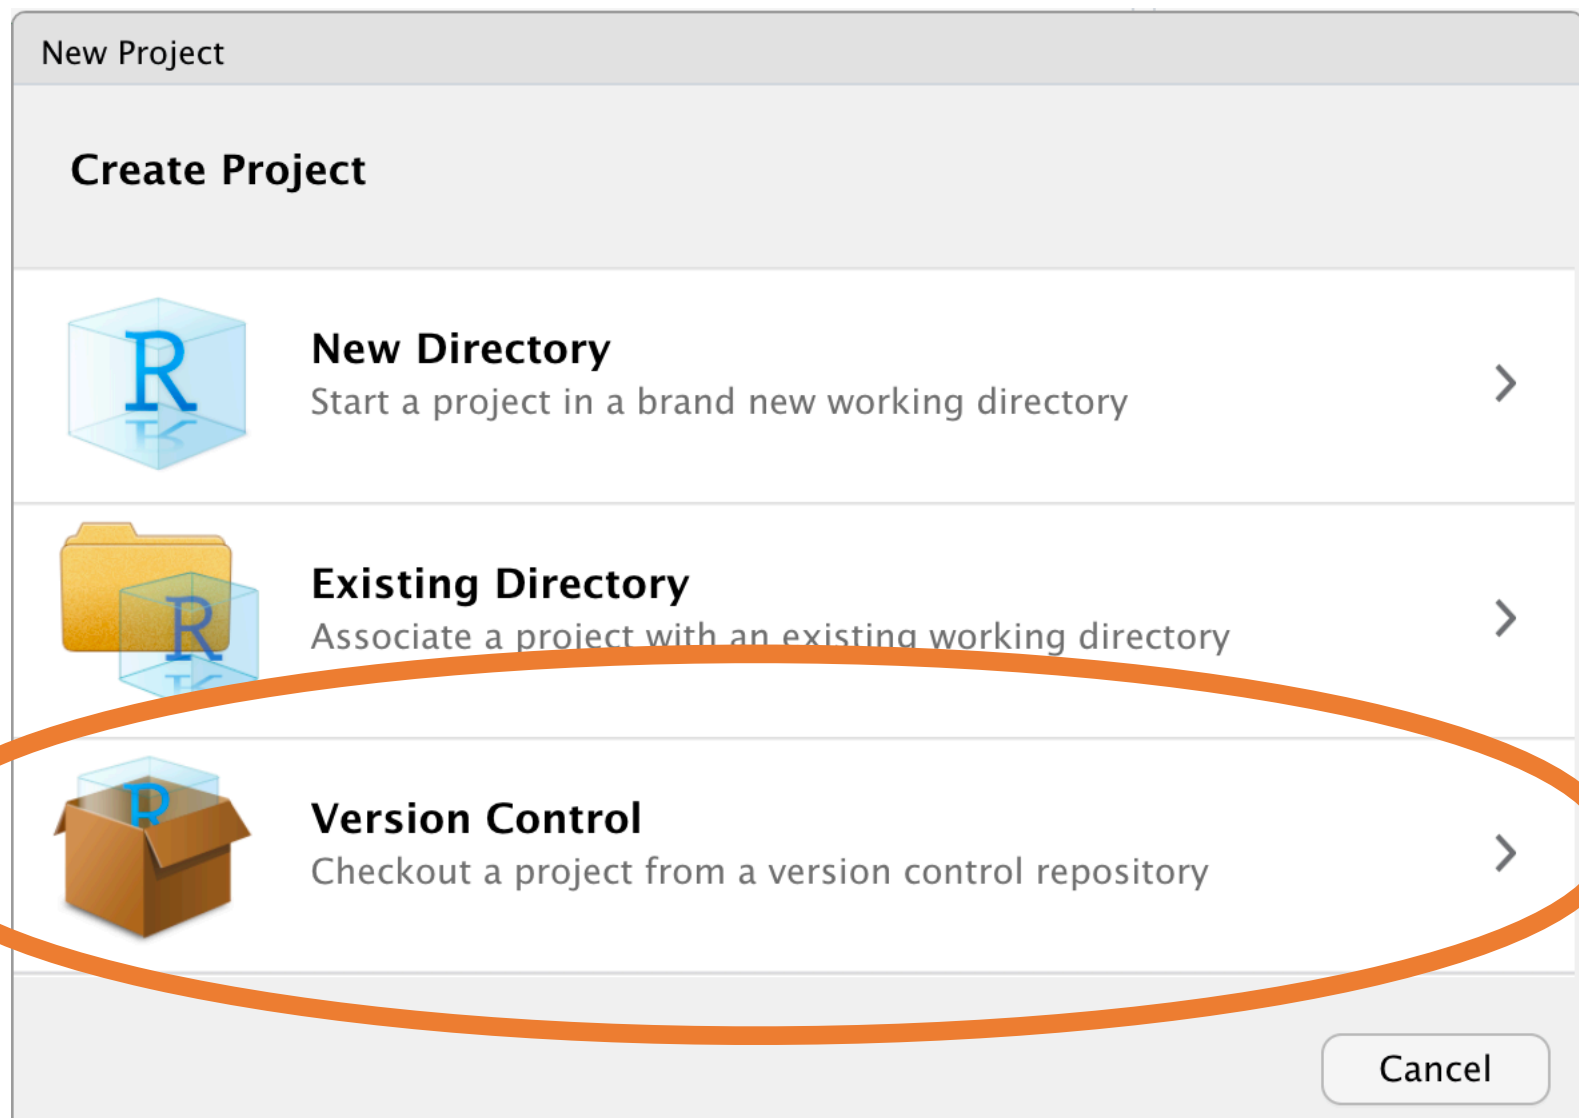 New Project
Create Project
R
New Directory
Start a project in a brand new working directory
R
Existing Directory
Associate a project with an existing working directory
R
Version Control
Checkout a project from a version control repository
Cancel